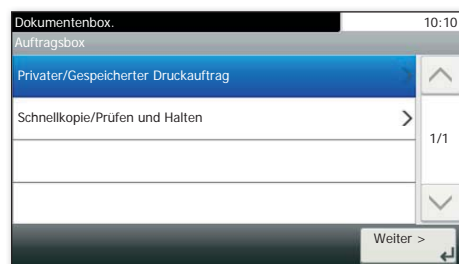 Dokumentenbox.
10:10
Auftragsbox
Privater/Gespeicherter Druckauftrag
Schnellkopie/Prüfen und Halten
1/1
Weiter >